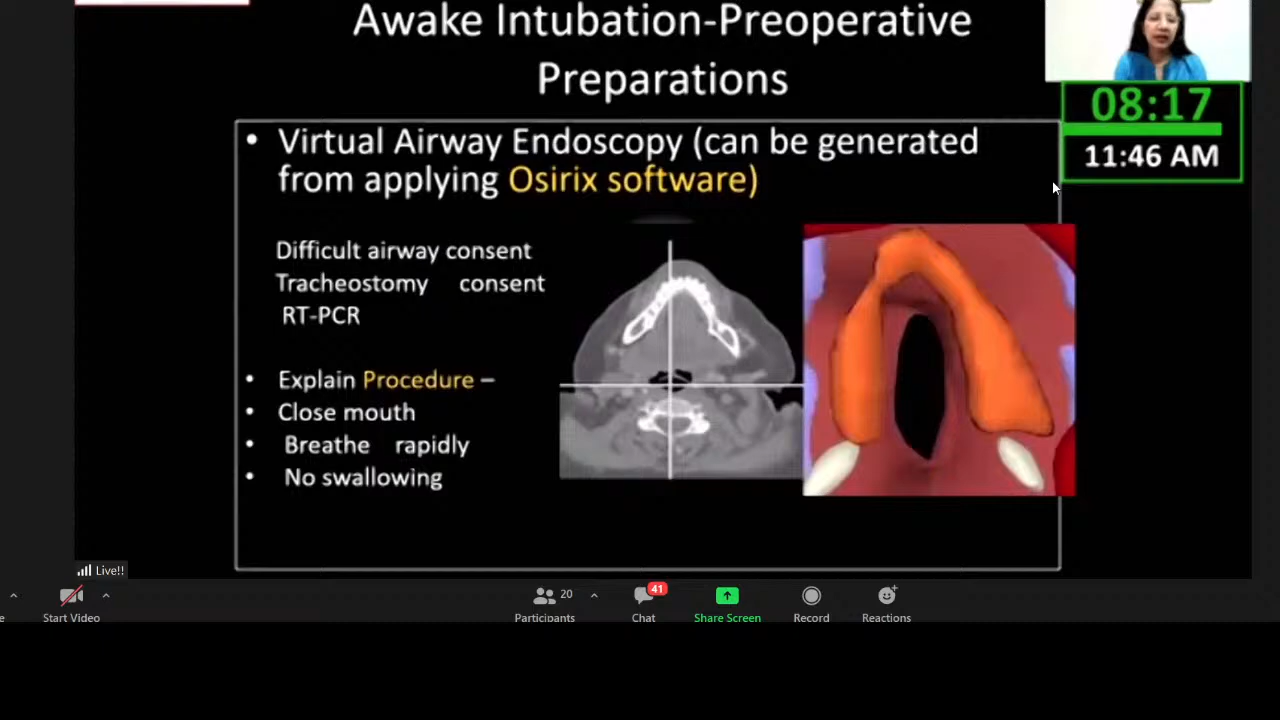 Awake Intubation-Preoperative
Preparations
08:17
11:46 AM
• Virtual Airway Endoscopy (can be generated
from applying Osirix software)
Difficult airway consent
Tracheostomy consent
RT-PCR
• Explain Procedure –
• Close mouth
• Breathe rapidly
• No swallowing
Live!!
Start Video
20
Participants
41
Chat
Share Screen
Record
Reactions